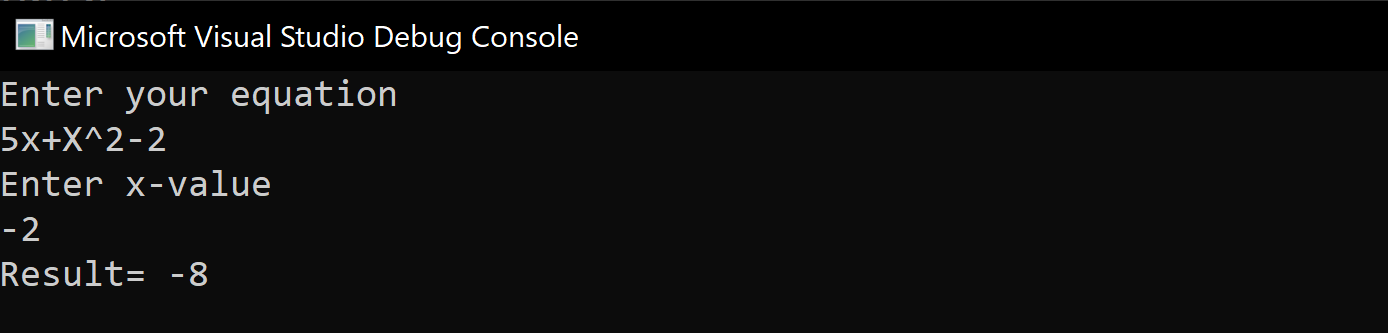 Microsoft Visual Studio Debug Console
Enter your equation
5x+X^2-2
Enter x-value
-2
Result= -8